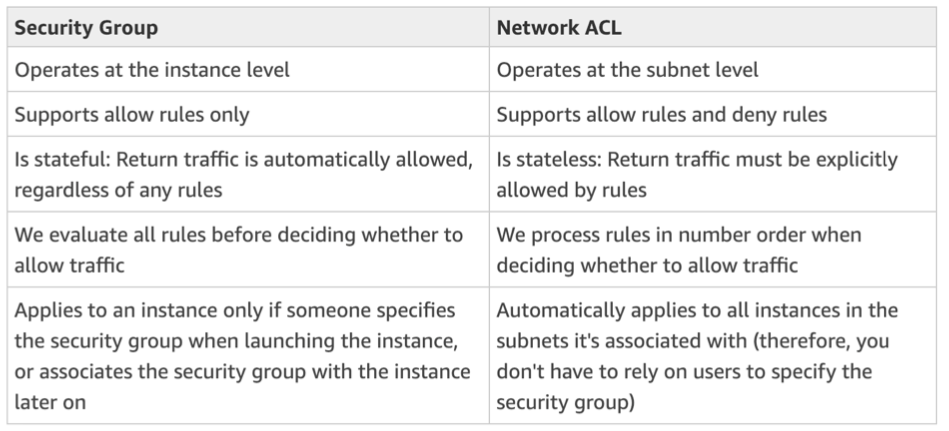 Security Group
Network ACL
Operates at the instance level
Operates at the subnet level
Supports allow rules only
Supports allow rules and deny rules
Is stateful: Return traffic is automatically allowed,
regardless of any rules
Is stateless: Return traffic must be explicitly
allowed by rules
We evaluate all rules before deciding whether to
allow traffic
We process rules in number order when
deciding whether to allow traffic
Applies to an instance only if someone specifies
the security group when launching the instance,
or associates the security group with the instance
later on
Automatically applies to all instances in the
subnets it's associated with (therefore, you
don't have to rely on users to specify the
security group)